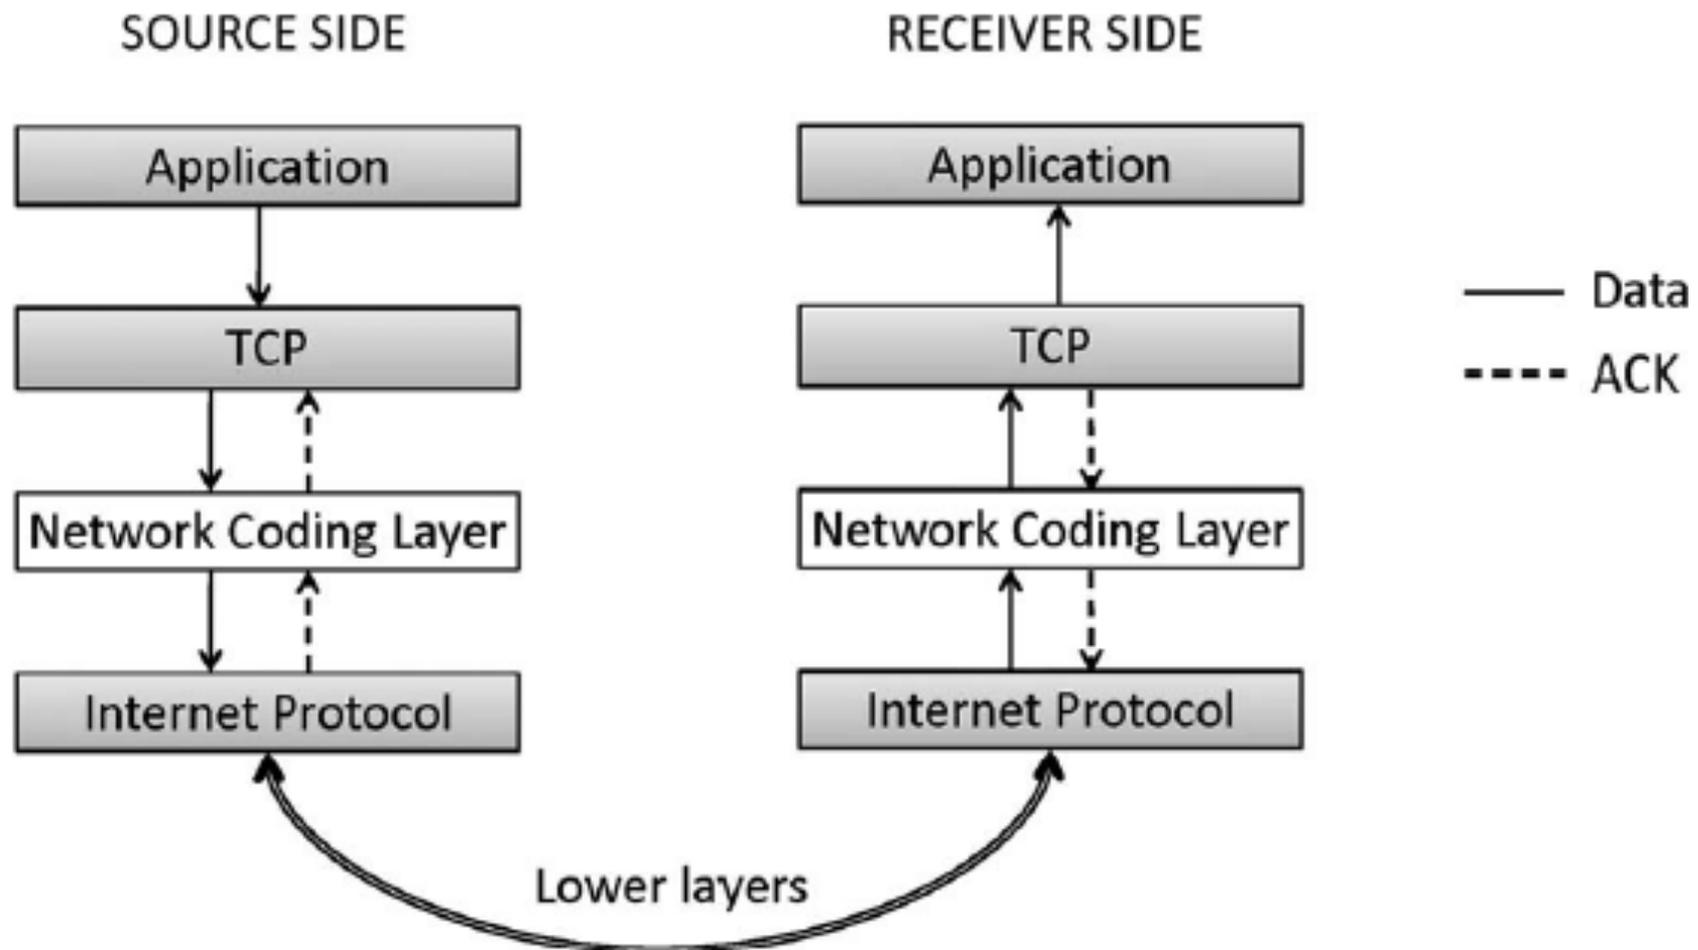 SOURCE SIDE
RECEIVER SIDE
Application
Application
TCP
TCP
Network Coding Layer
Network Coding Layer
Internet Protocol
Internet Protocol
Data
ACK
Lower layers